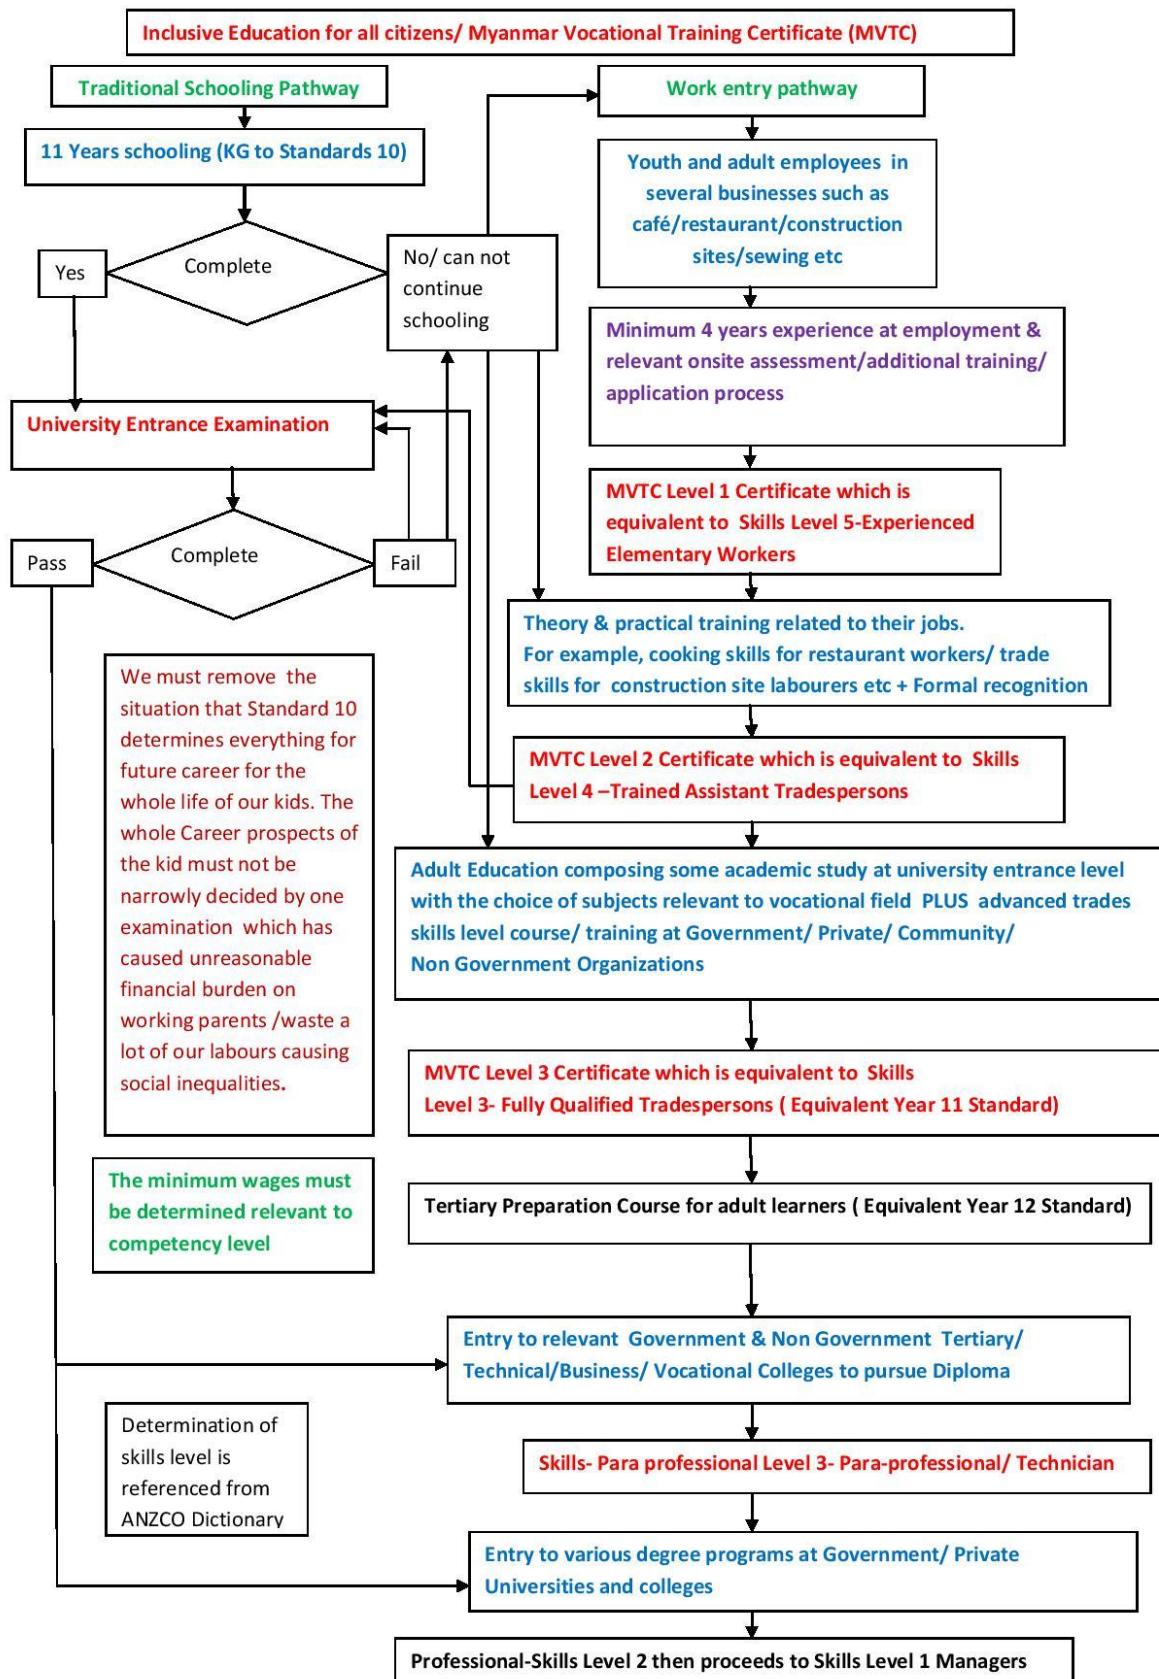 Inclusive Education for all citizens/ Myanmar Vocational Training Certificate (MVTC)
Traditional Schooling Pathway
Work entry pathway
11 Years schooling (KG to Standards 10)
Youth and adult employees in
several businesses such as
café/restaurant/construction
sites/sewing etc
Complete
Yes
No/ can not
continue
schooling
Minimum 4 years experience at employment &
relevant onsite assessment/additional training/
application process
University Entrance Examination
MVTC Level 1 Certificate which is
equivalent to Skills Level 5-Experienced
Elementary Workers
Complete
Pass
Fail
Theory & practical training related to their jobs.
For example, cooking skills for restaurant workers/ trade
skills for construction site labourers etc + Formal recognition
We must remove the
situation that Standard 10
determines everything for
future career for the
whole life of our kids. The
whole Career prospects of
the kid must not be
narrowly decided by one
examination which has
caused unreasonable
financial burden on
working parents /waste a
lot of our labours causing
social inequalities.
MVTC Level 2 Certificate which is equivalent to Skills
Level 4 –Trained Assistant Tradespersons
Adult Education composing some academic study at university entrance level
with the choice of subjects relevant to vocational field PLUS advanced trades
skills level course/ training at Government/ Private/ Community/
Non Government Organizations
MVTC Level 3 Certificate which is equivalent to Skills
Level 3- Fully Qualified Tradespersons ( Equivalent Year 11 Standard)
The minimum wages must
be determined relevant to
competency level
Tertiary Preparation Course for adult learners ( Equivalent Year 12 Standard)
Entry to relevant Government & Non Government Tertiary/
Technical/Business/ Vocational Colleges to pursue Diploma
Determination of
skills level is
referenced from
ANZCO Dictionary
Skills- Para professional Level 3- Para-professional/ Technician
Entry to various degree programs at Government/ Private
Universities and colleges
Professional-Skills Level 2 then proceeds to Skills Level 1 Managers